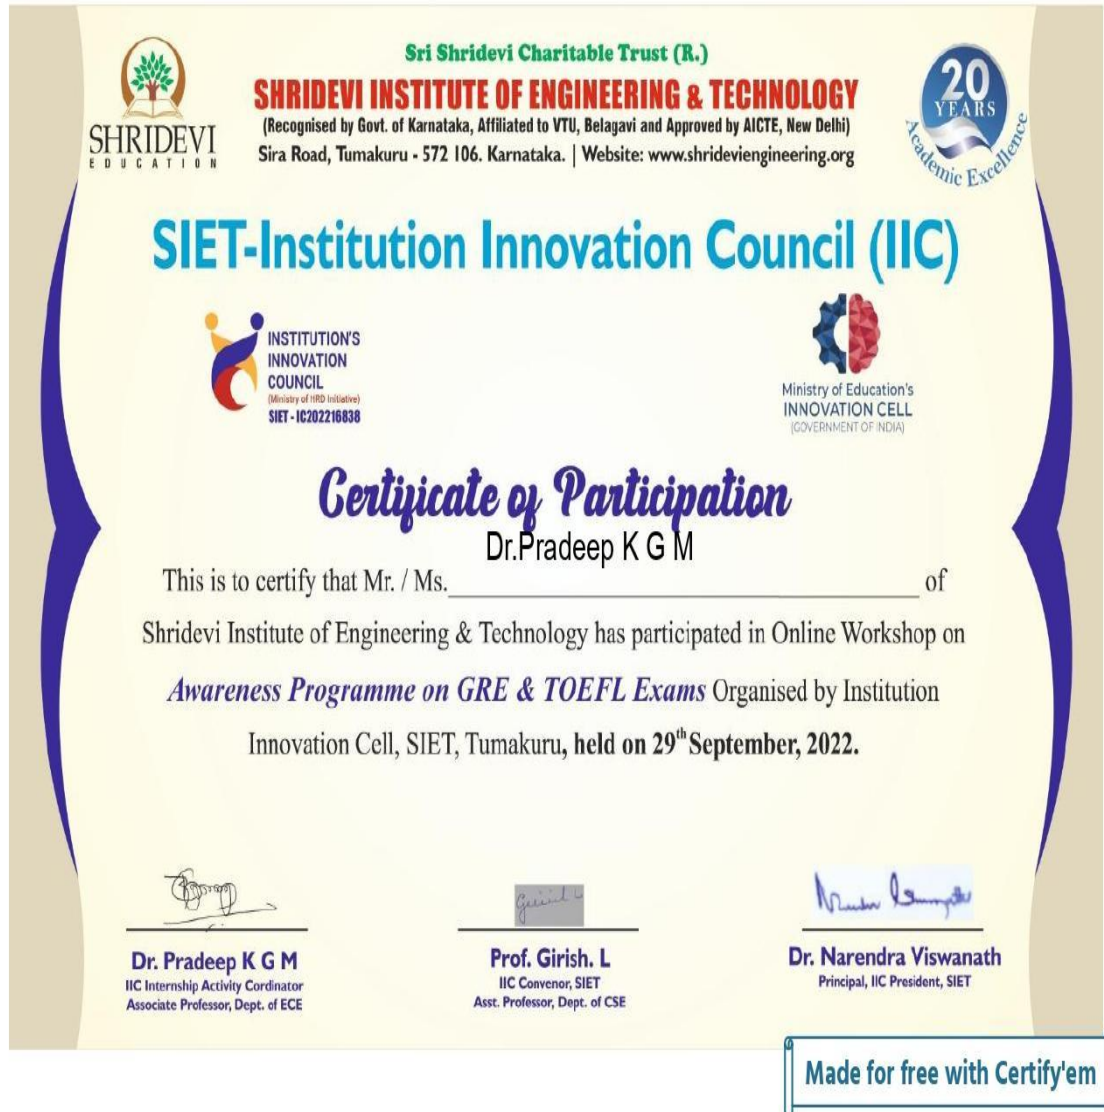 Sri Shridevi Charitable Trust (R.)
SHRIDEVI INSTITUTE OF ENGINEERING & TECHNOLOGY
(Recognised by Govt. of Karnataka, Affiliated to VTU, Belagavi and Approved by AICTE, New Delhi)
Sira Road, Tumakuru - 572 106. Karnataka. | Website: www.shrideviengineering.org
SHRIDEVI
EDUCATION
20
YEARS
Academic Excellence
SIET-Institution Innovation Council (IIC)
INSTITUTION'S
INNOVATION
COUNCIL
(Ministry of HRD Initiative)
SIET - IC202216838
Ministry of Education's
INNOVATION CELL
(GOVERNMENT OF INDIA)
Certificate of Participation
Dr.Pradeep K G M
This is to certify that Mr. / Ms. of
Shridevi Institute of Engineering & Technology has participated in Online Workshop on
Awareness Programme on GRE & TOEFL Exams Organised by Institution
Innovation Cell, SIET, Tumakuru, held on 29th September, 2022.
Dr. Pradeep K G M
IIC Internship Activity Cordinator
Associate Professor, Dept. of ECE
Girish L
Prof. Girish. L
IIC Convenor, SIET
Asst. Professor, Dept. of CSE
Dr. Narendra Viswanath
Principal, IIC President, SIET
Made for free with Certify'em